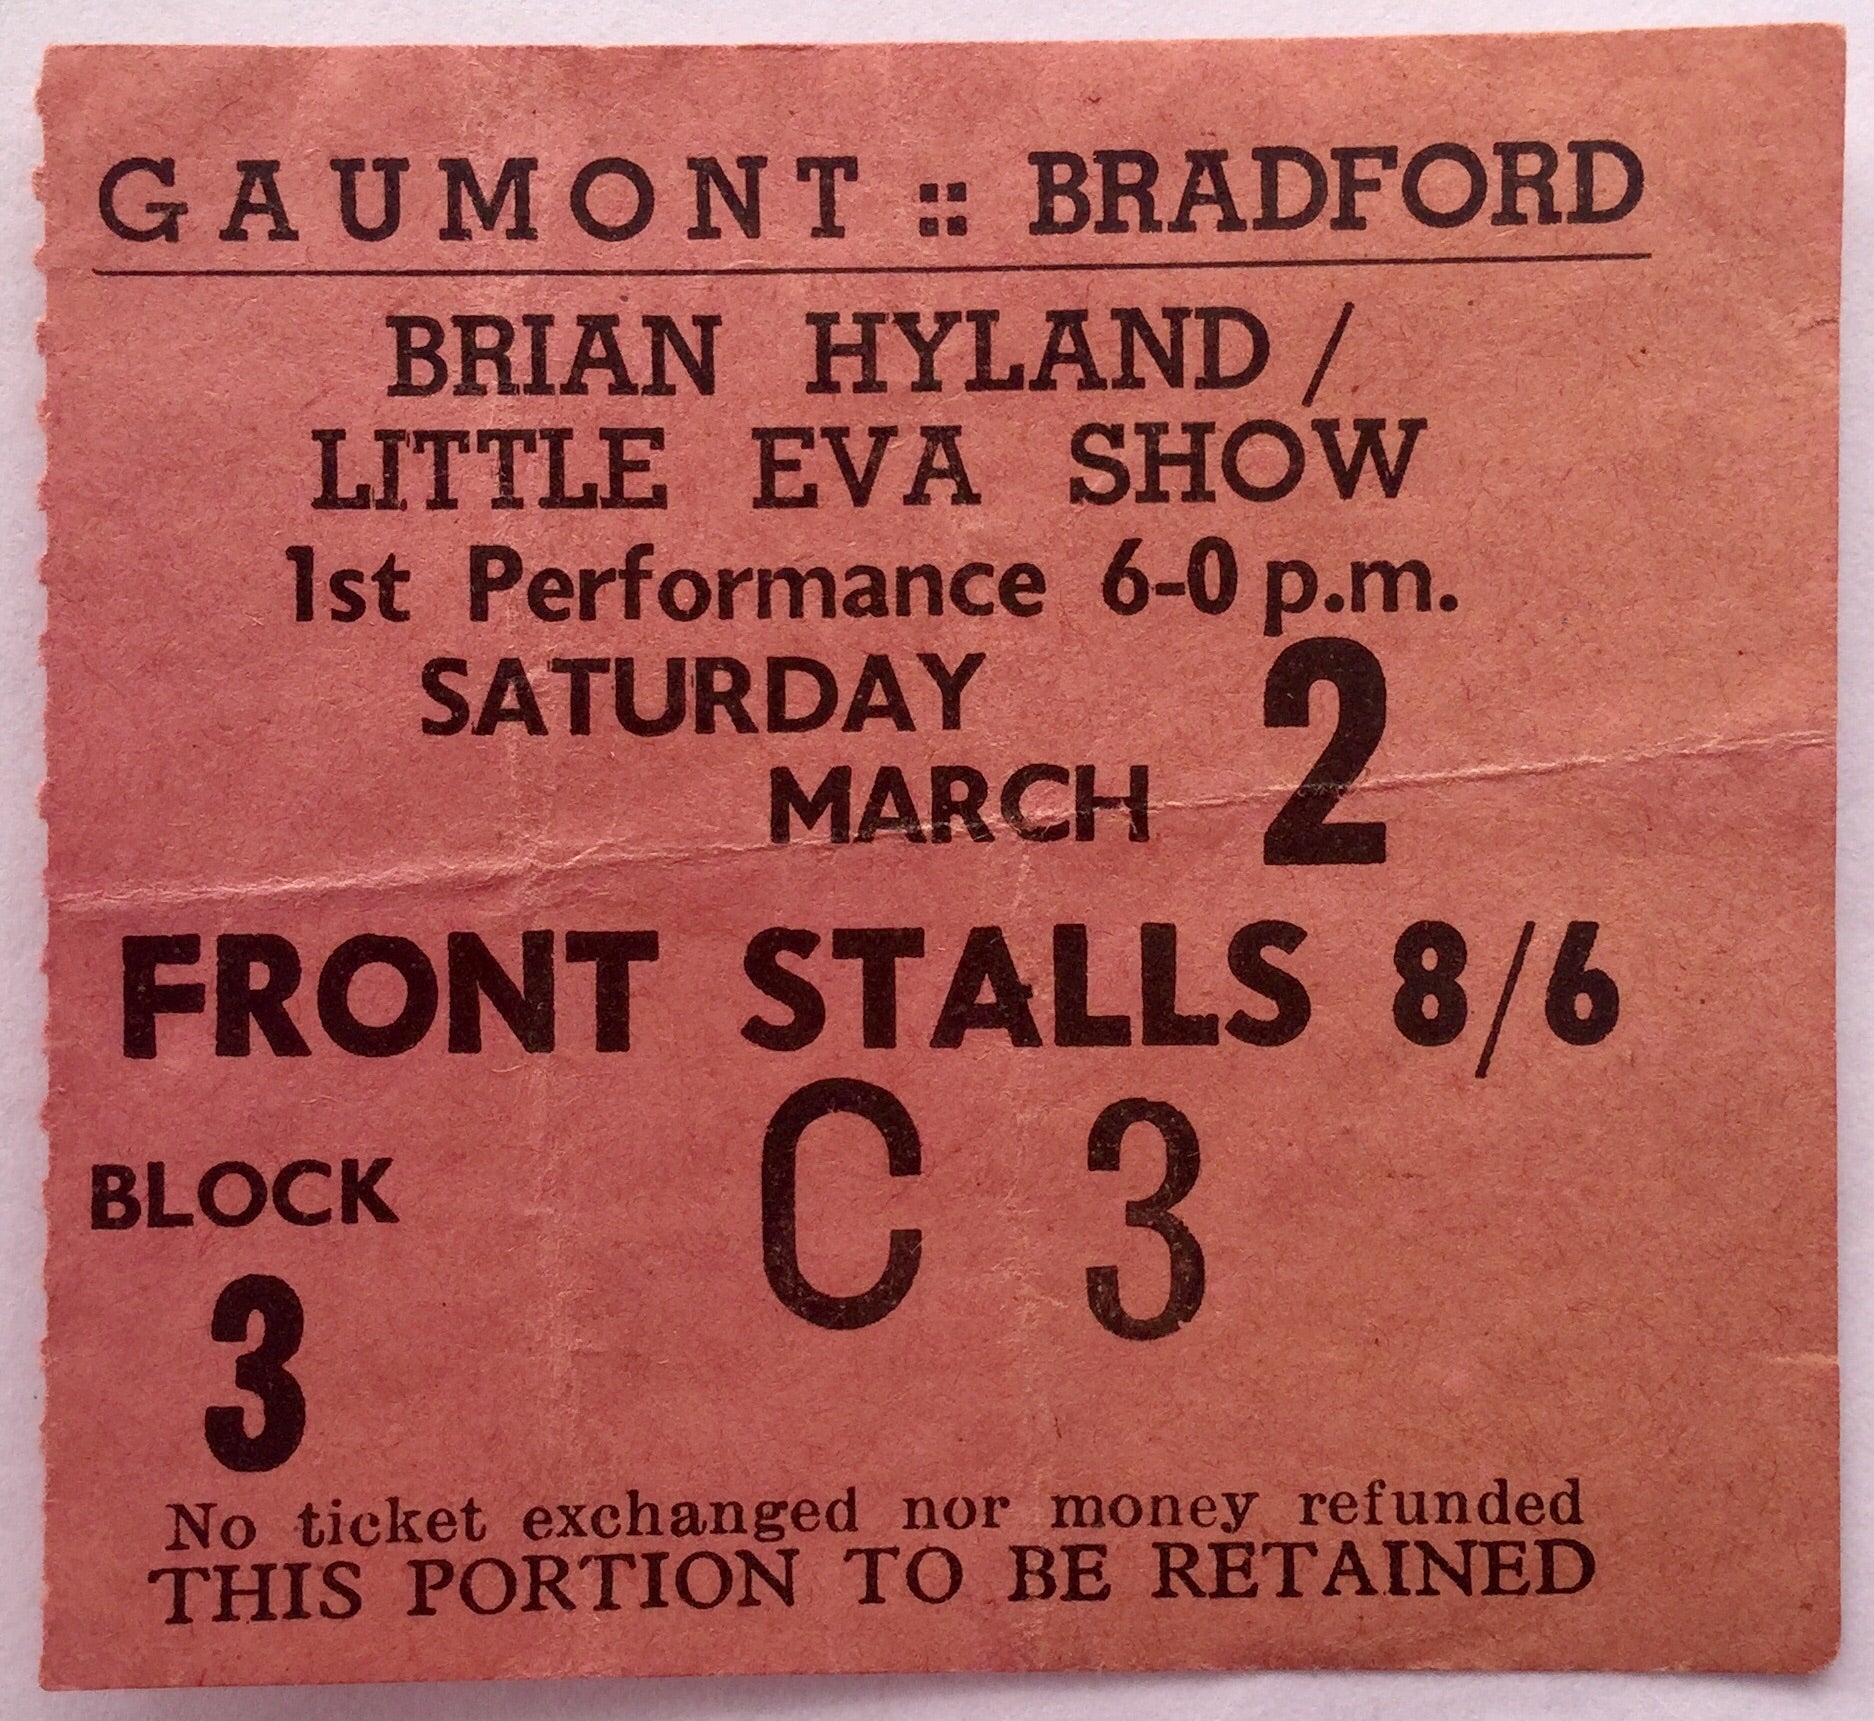 GAUMONT :: BRADFORD
BRIAN HYLAND /
LITTLE EVA SHOW
1st Performance 6-0 p.m.
SATURDAY
MARCH 2
FRONT STALLS 8/6
C 3
BLOCK
3
No ticket exchanged nor money refunded
THIS PORTION TO BE RETAINED